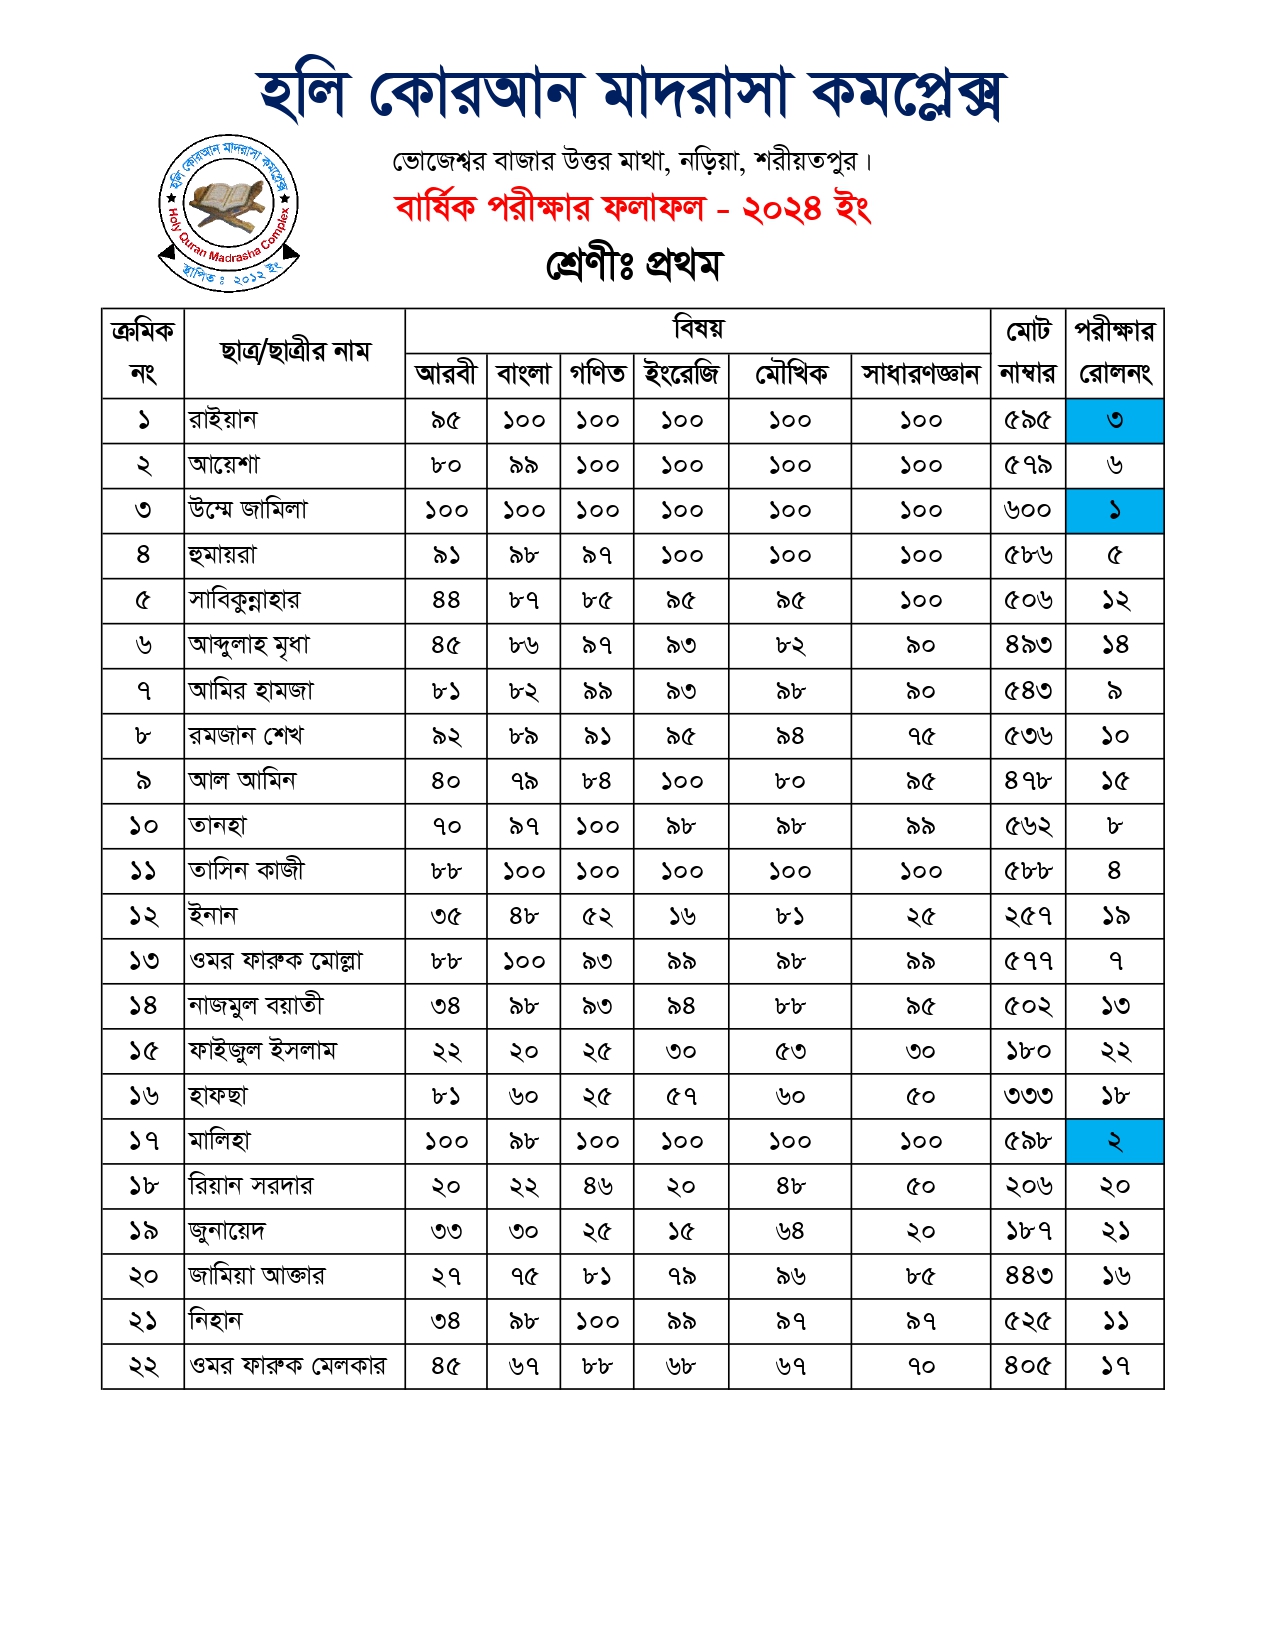 হলি কোরআন মাদরাসা কমপ্লেক্স
ভোজেশ্বর বাজার উত্তর মাথা, নড়িয়া, শরীয়তপুর।
বার্ষিক পরীক্ষার ফলাফল - ২০২৪ ইং
শ্রেণীঃ প্রথম
হলি কোরআন মাদরাসা কমপ্লেক্স
Holy Quran Madrasha Complex
স্থাপিত ঃ ২০১২ ইং
ক্রমিক নং ছাত্র/ছাত্রীর নাম বিষয় মোট নাম্বার পরীক্ষার রোলনং
আরবী বাংলা গণিত ইংরেজি মৌখিক সাধারণজ্ঞান
১ রাইয়ান ৯৫ ১০০ ১০০ ১০০ ১০০ ১০০ ৫৯৫ ৩
২ আয়েশা ৮০ ৯৯ ১০০ ১০০ ১০০ ১০০ ৫৭৯ ৬
৩ উম্মে জামিলা ১০০ ১০০ ১০০ ১০০ ১০০ ১০০ ৬০০ ১
৪ হুমায়রা ৯১ ৯৮ ৯৭ ১০০ ১০০ ১০০ ৫৮৬ ৫
৫ সাবিকুন্নাহার ৪৪ ৮৭ ৮৫ ৯৫ ৯৫ ১০০ ৫০৬ ১২
৬ আব্দুলাহ মৃধা ৪৫ ৮৬ ৯৭ ৯৩ ৮২ ৯০ ৪৯৩ ১৪
৭ আমির হামজা ৮১ ৮২ ৯৯ ৯৩ ৯৮ ৯০ ৫৪৩ ৯
৮ রমজান শেখ ৯২ ৮৯ ৯১ ৯৫ ৯৪ ৭৫ ৫৩৬ ১০
৯ আল আমিন ৪০ ৭৯ ৮৪ ১০০ ৮০ ৯৫ ৪৭৮ ১৫
১০ তানহা ৭০ ৯৭ ১০০ ৯৮ ৯৮ ৯৯ ৫৬২ ৮
১১ তাসিন কাজী ৮৮ ১০০ ১০০ ১০০ ১০০ ১০০ ৫৮৮ ৪
১২ ইনান ৩৫ ৪৮ ৫২ ১৬ ৮১ ২৫ ২৫৭ ১৯
১৩ ওমর ফারুক মোল্লা ৮৮ ১০০ ৯৩ ৯৯ ৯৮ ৯৯ ৫৭৭ ৭
১৪ নাজমুল বয়াতী ৩৪ ৯৮ ৯৩ ৯৪ ৮৮ ৯৫ ৫০২ ১৩
১৫ ফাইজুল ইসলাম ২২ ২০ ২৫ ৩০ ৫৩ ৩০ ১৮০ ২২
১৬ হাফছা ৮১ ৬০ ২৫ ৫৭ ৬০ ৫০ ৩৩৩ ১৮
১৭ মালিহা ১০০ ৯৮ ১০০ ১০০ ১০০ ১০০ ৫৯৮ ২
১৮ রিয়ান সরদার ২০ ২২ ৪৬ ২০ ৪৮ ৫০ ২০৬ ২০
১৯ জুনায়েদ ৩৩ ৩০ ২৫ ১৫ ৬৪ ২০ ১৮৭ ২১
২০ জামিয়া আক্তার ২৭ ৭৫ ৮১ ৭৯ ৯৬ ৮৫ ৪৪৩ ১৬
২১ নিহান ৩৪ ৯৮ ১০০ ৯৯ ৯৭ ৯৭ ৫২৫ ১১
২২ ওমর ফারুক মেলকার ৪৫ ৬৭ ৮৮ ৬৮ ৬৭ ৭০ ৪০৫ ১৭